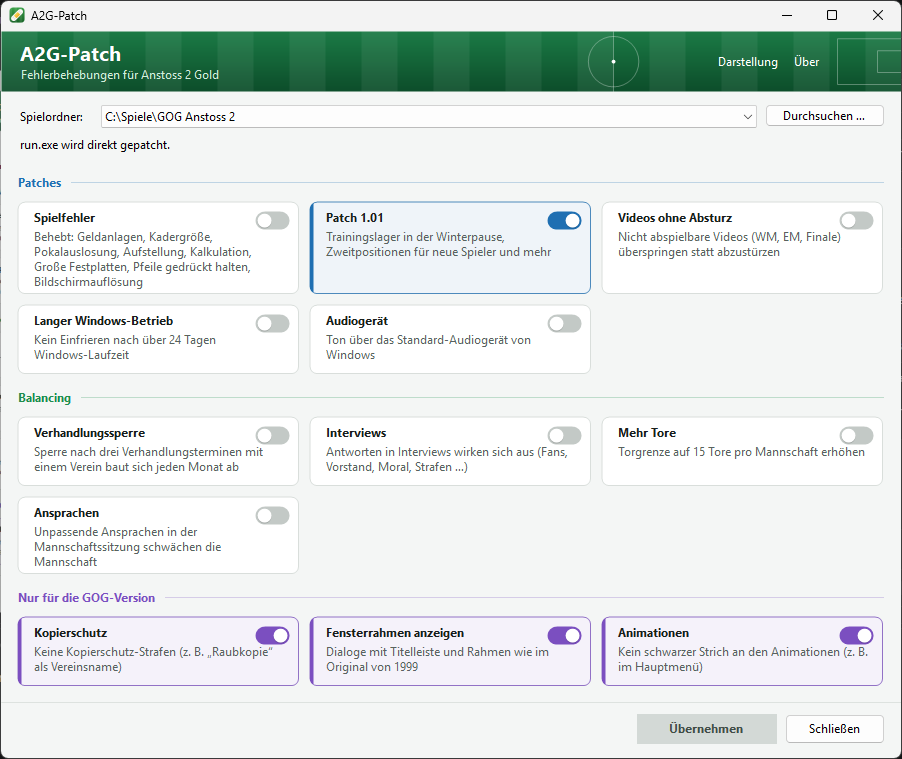 A2G-Patch
A2G-Patch
Fehlerbehebungen für Anstoss 2 Gold
Darstellung
Über
Spielordner:
C:\Spiele\GOG Anstoss 2
Durchsuchen ...
run.exe wird direkt gepatcht.
Patches
Spielfehler
Behebt: Geldanlagen, Kadergröße,
Pokalauslosung, Aufstellung, Kalkulation,
Große Festplatten, Pfeile gedrückt halten,
Bildschirmauflösung
Patch 1.01
Trainingslager in der Winterpause,
Zweitpositionen für neue Spieler und mehr
Videos ohne Absturz
Nicht abspielbare Videos (WM, EM, Finale)
überspringen statt abzustürzen
Langer Windows-Betrieb
Kein Einfrieren nach über 24 Tagen
Windows-Laufzeit
Audiogerät
Ton über das Standard-Audiogerät von
Windows
Balancing
Verhandlungssperre
Sperre nach drei Verhandlungsterminen mit
einem Verein baut sich jeden Monat ab
Interviews
Antworten in Interviews wirken sich aus (Fans,
Vorstand, Moral, Strafen ...)
Mehr Tore
Torgrenze auf 15 Tore pro Mannschaft erhöhen
Ansprachen
Unpassende Ansprachen in der
Mannschaftssitzung schwächen die
Mannschaft
Nur für die GOG-Version
Kopierschutz
Keine Kopierschutz-Strafen (z. B. „Raubkopie“
als Vereinsname)
Fensterrahmen anzeigen
Dialoge mit Titelleiste und Rahmen wie im
Original von 1999
Animationen
Kein schwarzer Strich an den Animationen (z. B.
im Hauptmenü)
Übernehmen
Schließen